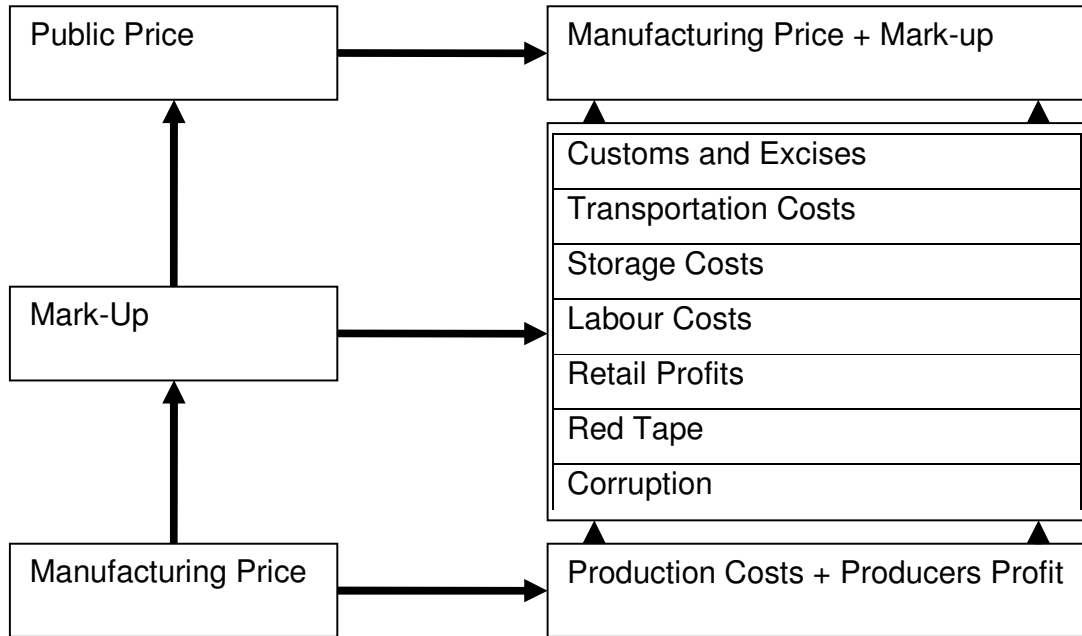 Public Price
Manufacturing Price + Mark-up
Customs and Excises
Transportation Costs
Storage Costs
Mark-Up
Labour Costs
Retail Profits
Red Tape
Corruption
Manufacturing Price
Production Costs + Producers Profit